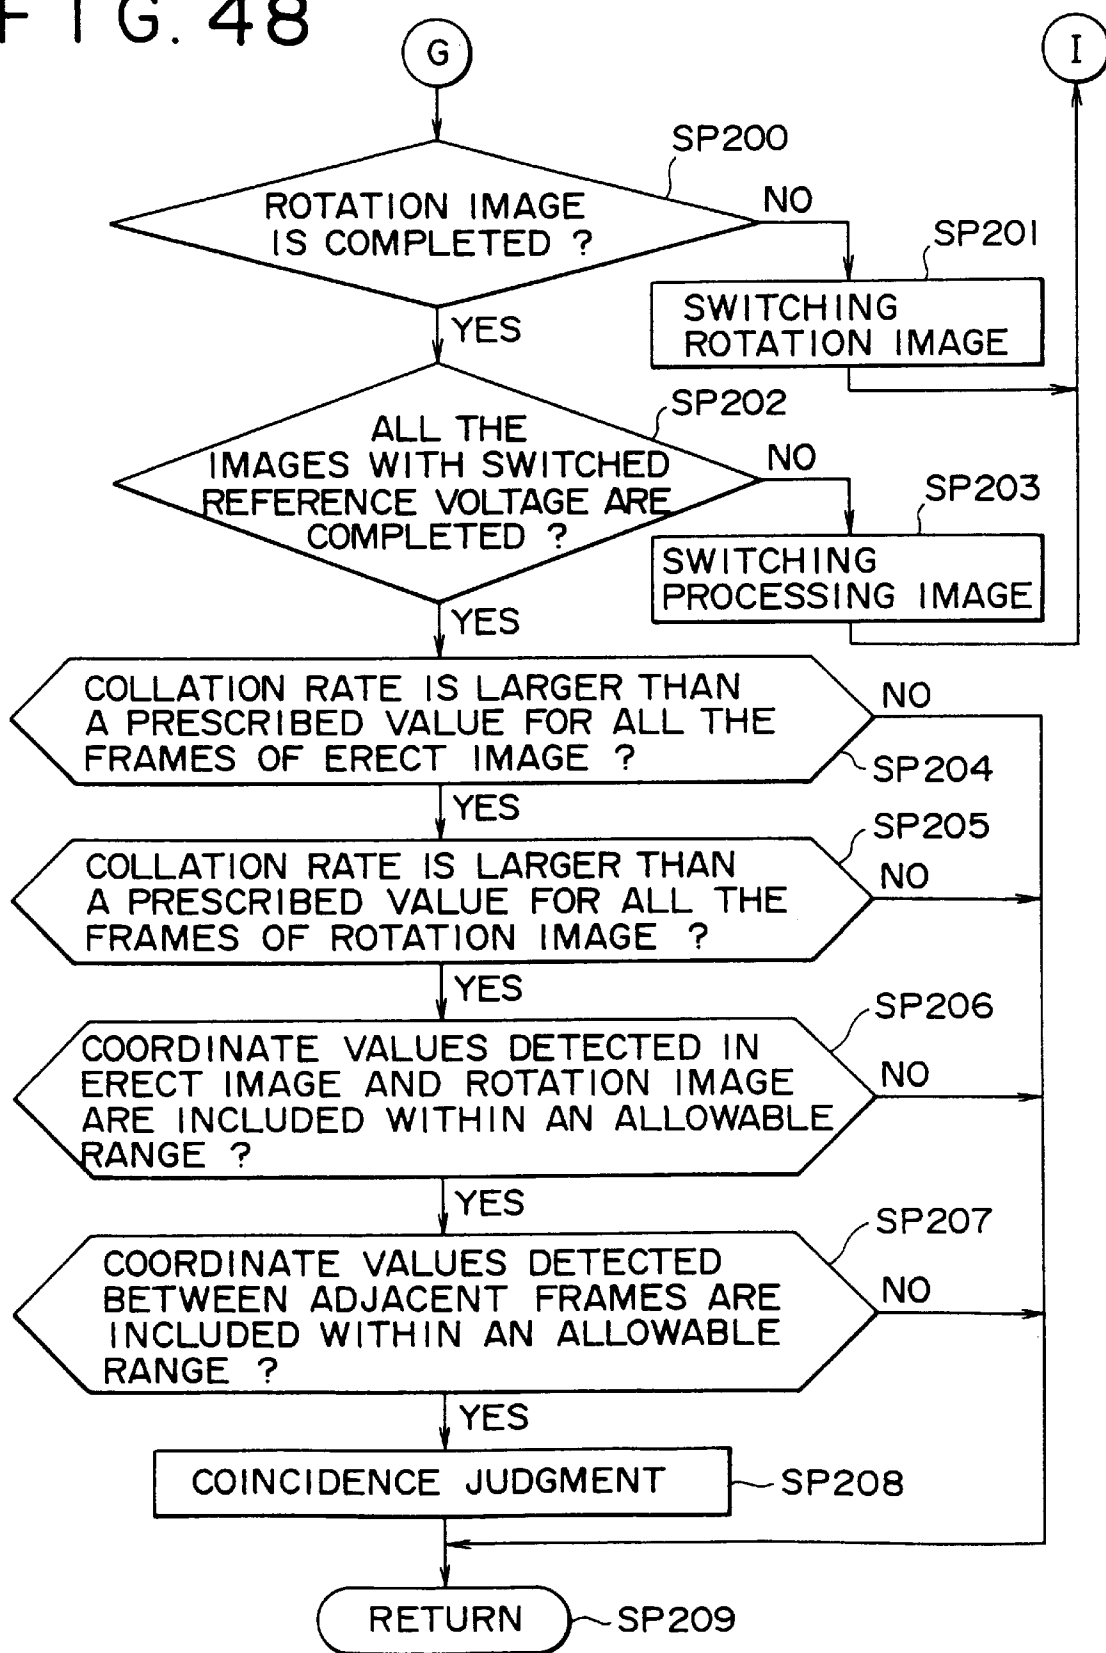 FIG. 48
G
I
SP200
ROTATION IMAGE
IS COMPLETED ?
NO
SP201
SWITCHING
ROTATION IMAGE
YES
SP202
ALL THE
IMAGES WITH SWITCHED
REFERENCE VOLTAGE ARE
COMPLETED ?
NO
SP203
SWITCHING
PROCESSING IMAGE
YES
COLLATION RATE IS LARGER THAN
A PRESCRIBED VALUE FOR ALL THE
FRAMES OF ERECT IMAGE ?
NO
SP204
YES
SP205
COLLATION RATE IS LARGER THAN
A PRESCRIBED VALUE FOR ALL THE
FRAMES OF ROTATION IMAGE ?
NO
YES
SP206
COORDINATE VALUES DETECTED IN
ERECT IMAGE AND ROTATION IMAGE
ARE INCLUDED WITHIN AN ALLOWABLE
RANGE ?
NO
YES
SP207
COORDINATE VALUES DETECTED
BETWEEN ADJACENT FRAMES ARE
INCLUDED WITHIN AN ALLOWABLE
RANGE ?
NO
YES
COINCIDENCE JUDGMENT
SP208
RETURN
SP209